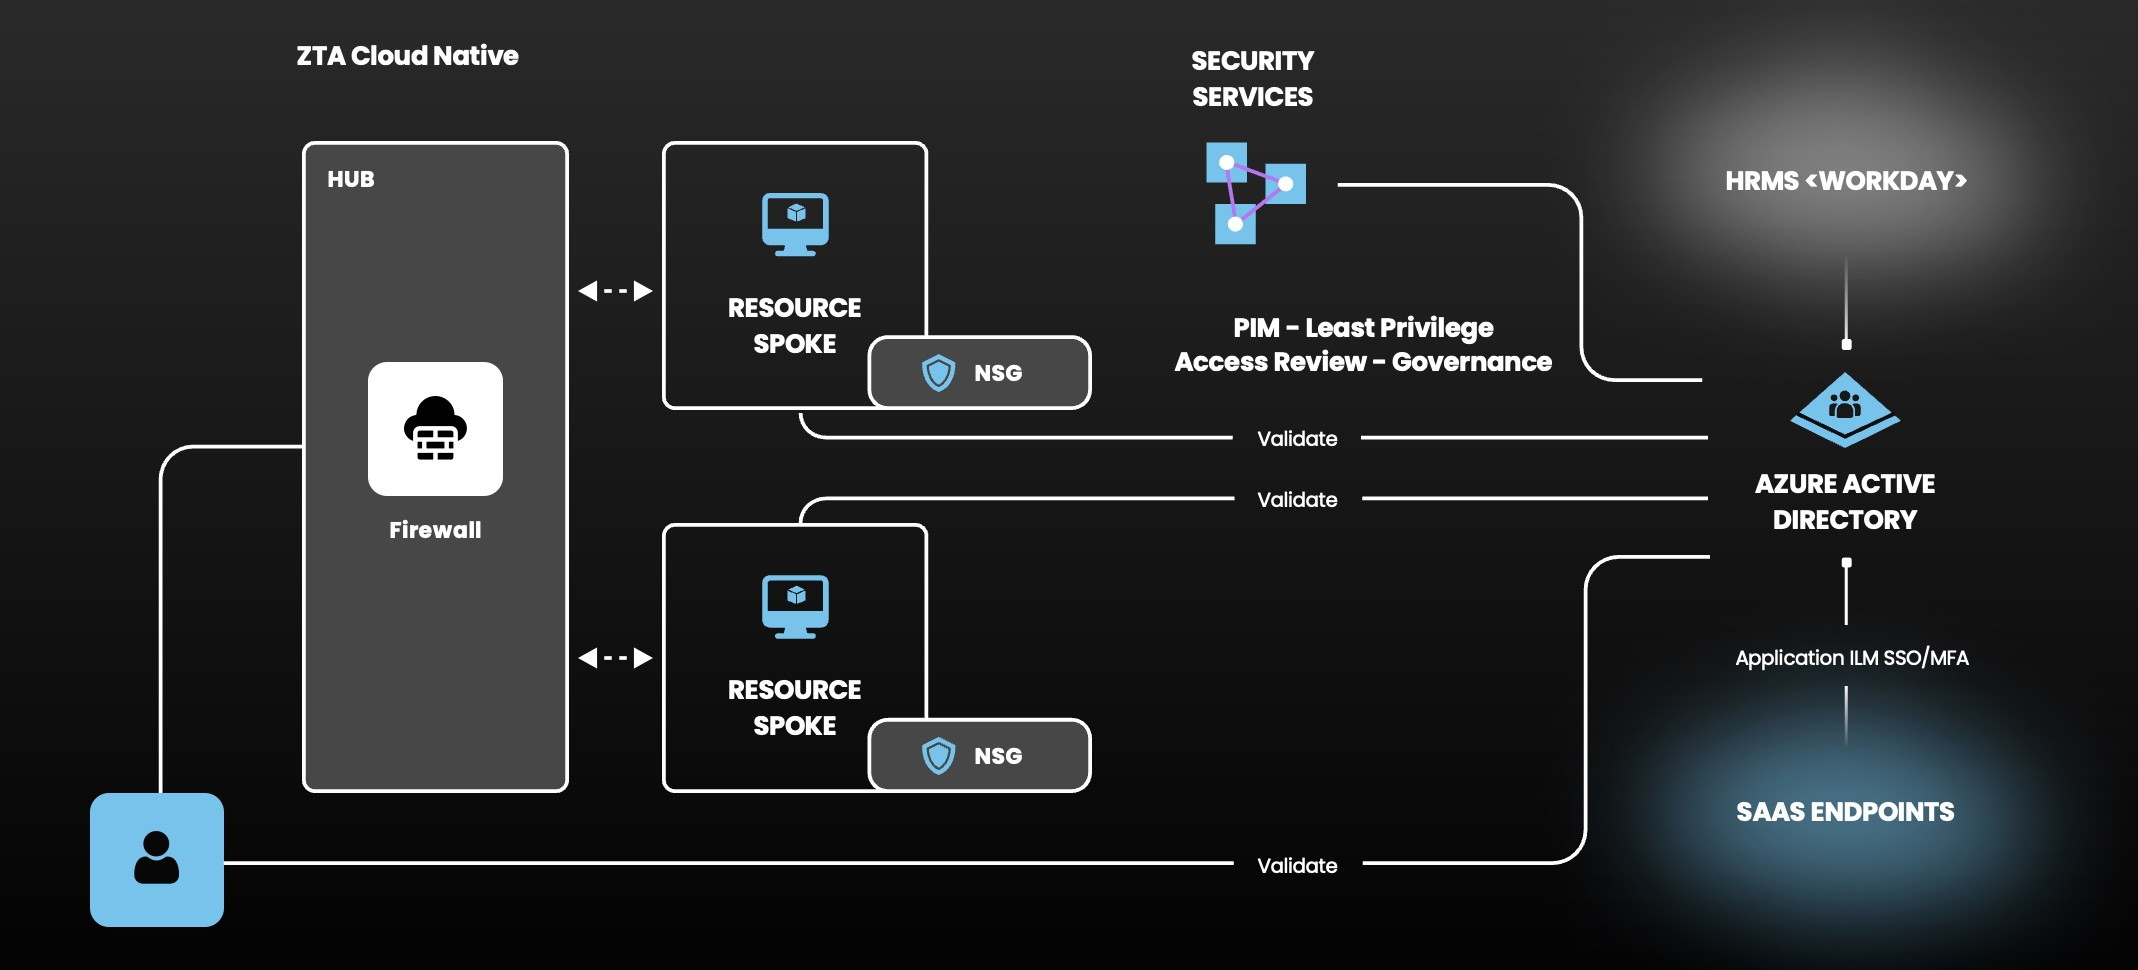 ZTA Cloud Native
HUB
Firewall
RESOURCE
SPOKE
NSG
RESOURCE
SPOKE
NSG
SECURITY
SERVICES
PIM - Least Privilege
Access Review - Governance
Validate
Validate
Validate
HRMS <WORKDAY>
AZURE ACTIVE
DIRECTORY
Application ILM SSO/MFA
SAAS ENDPOINTS